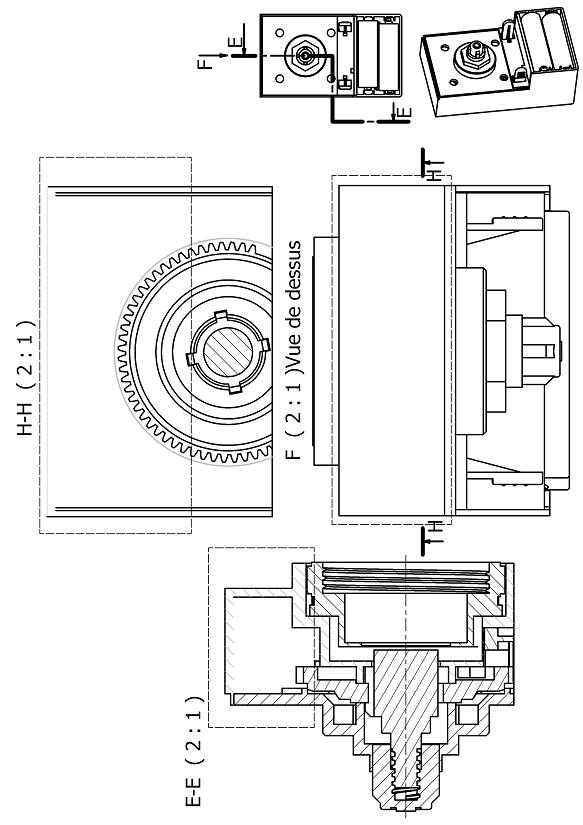 E
F
E
H-H ( 2 : 1 )
F ( 2 : 1 )Vue de dessus
H
H
E-E ( 2 : 1 )